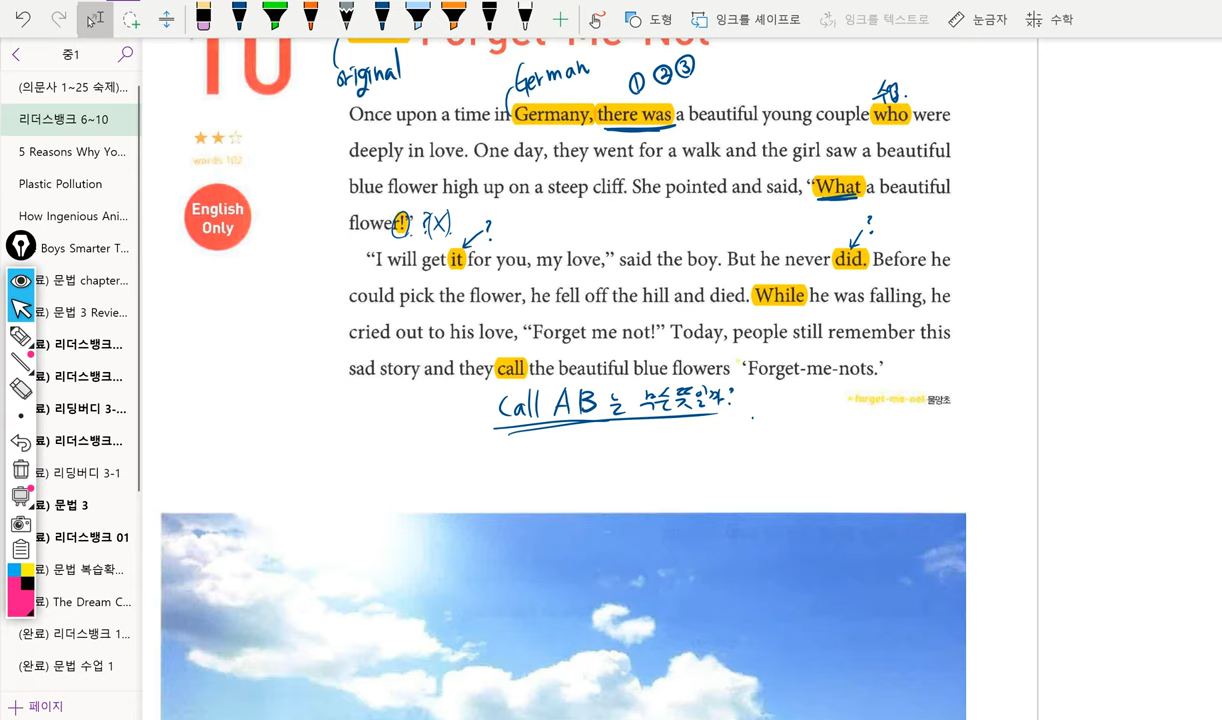 도형
잉크를 셰이프로
잉크를 텍스트로
눈금자
수학
중1
(의문사 1~25 숙제)...
리더스뱅크 6~10
5 Reasons Why Yo...
Plastic Pollution
How Ingenious Ani...
Boys Smarter T...
료) 문법 chapter...
료) 문법 3 Revie...
료) 리더스뱅크...
료) 리더스뱅크...
료) 리딩버디 3-...
료) 리더스뱅크...
료) 리딩버디 3-1
료) 문법 3
료) 리더스뱅크 01
료) 문법 복습확...
료) The Dream C...
(완료) 리더스뱅크 1...
(완료) 문법 수업 1
페이지
10
Forget-Me-Not
original
German
① ② ③
words 102
English
Only
Once upon a time in Germany, there was a beautiful young couple who were
deeply in love. One day, they went for a walk and the girl saw a beautiful
blue flower high up on a steep cliff. She pointed and said, “What a beautiful
flower!” ?(X).
? ?
“I will get it for you, my love,” said the boy. But he never did. Before he
could pick the flower, he fell off the hill and died. While he was falling, he
cried out to his love, “Forget me not!” Today, people still remember this
sad story and they call the beautiful blue flowers *‘Forget-me-nots.’
call A B 는 무슨 뜻일까?
*forget-me-not 물망초